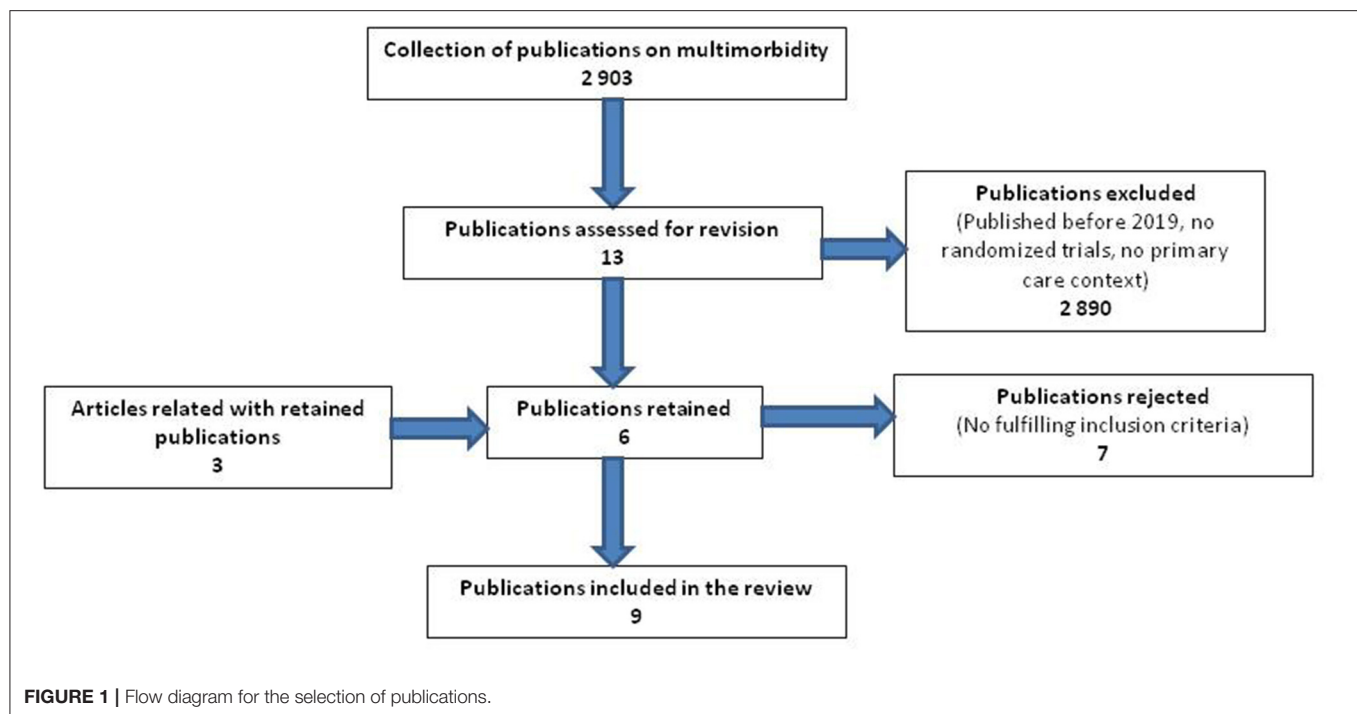 Collection of publications on multimorbidity
2 903
Publications assessed for revision
13
Publications excluded
(Published before 2019, no
randomized trials, no primary
care context)
2 890
Articles related with retained
publications
3
Publications retained
6
Publications rejected
(No fulfilling inclusion criteria)
7
Publications included in the review
9
FIGURE 1 | Flow diagram for the selection of publications.